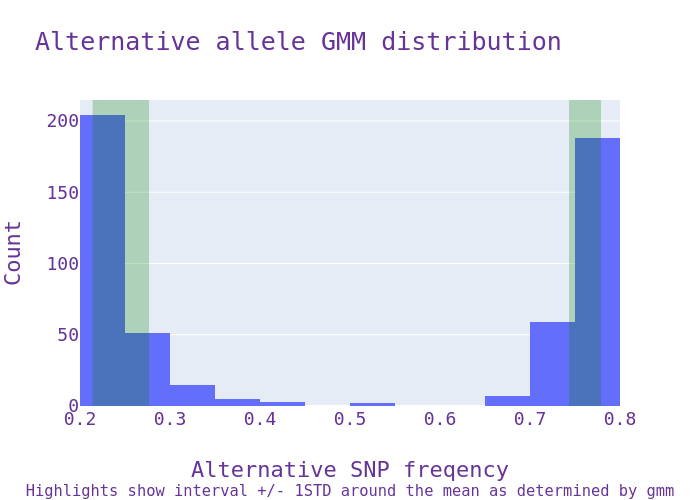 Alternative allele GMM distribution
200
150
100
50
0
Count
0.2 0.3 0.4 0.5 0.6 0.7 0.8
Alternative SNP freqency
Highlights show interval +/- 1STD around the mean as determined by gmm